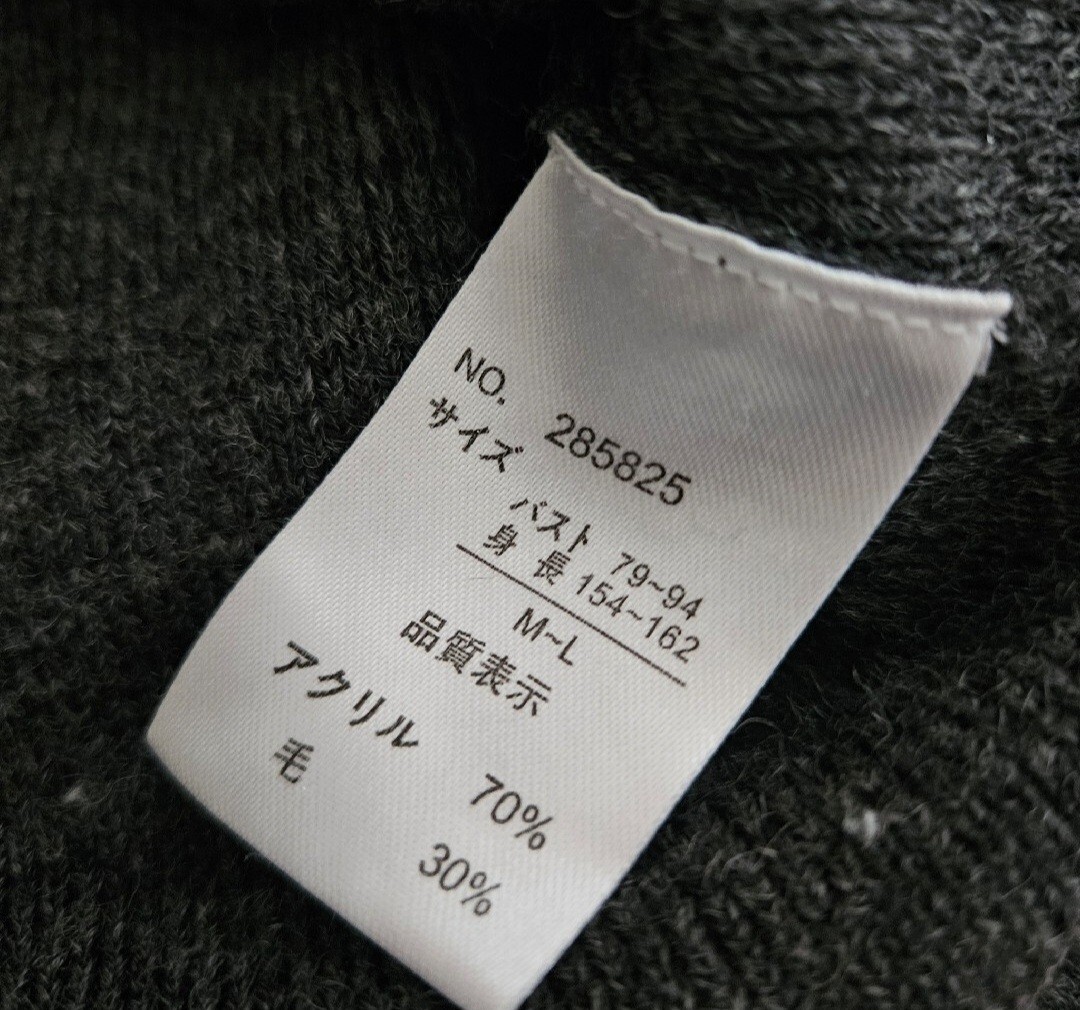 NO. 285825
サイズ
バスト 79~94
身長 154~162
M~L
品質表示
アクリル 70%
毛 30%